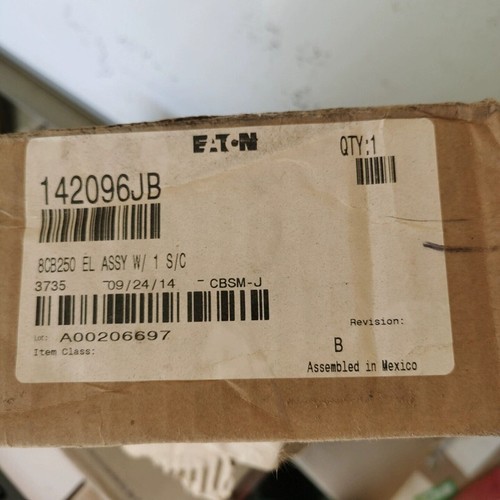 EATON
QTY:1
142096JB
8CB250 EL ASSY W/ 1 S/C
3735 -09/24/14 - CBSM-J
Lot: A00206697
Item Class:
Revision:
B
Assembled in Mexico